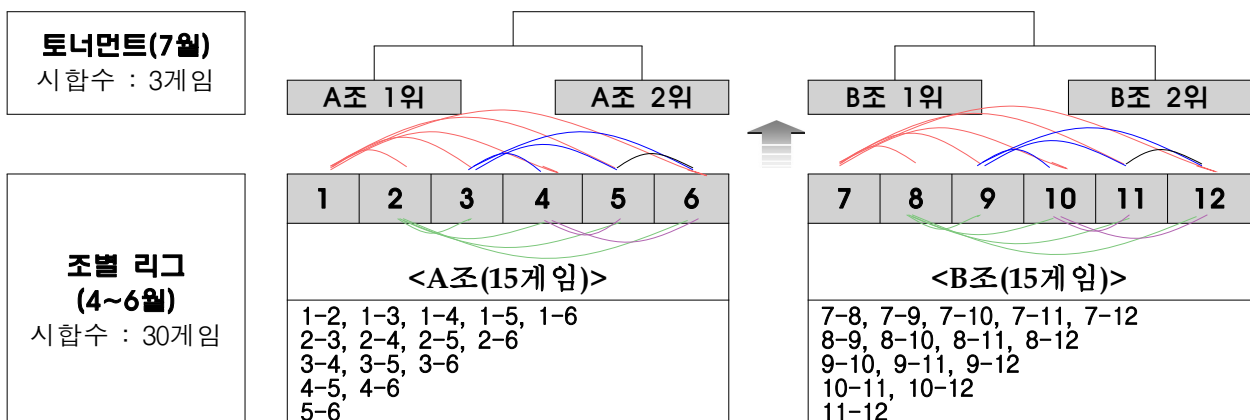 토너먼트(7월)
시합수 : 3게임
A조 1위
A조 2위
B조 1위
B조 2위
조별 리그
(4~6월)
시합수 : 30게임
1 2 3 4 5 6
<A조(15게임)>
1-2, 1-3, 1-4, 1-5, 1-6
2-3, 2-4, 2-5, 2-6
3-4, 3-5, 3-6
4-5, 4-6
5-6
7 8 9 10 11 12
<B조(15게임)>
7-8, 7-9, 7-10, 7-11, 7-12
8-9, 8-10, 8-11, 8-12
9-10, 9-11, 9-12
10-11, 10-12
11-12